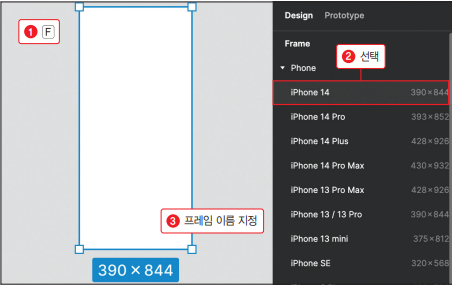 1 F
390 × 844
3 프레임 이름 지정
Design Prototype
Frame
2 선택
Phone
iPhone 14 390×844
iPhone 14 Pro 393×852
iPhone 14 Plus 428×926
iPhone 14 Pro Max 430×932
iPhone 13 Pro Max 428×926
iPhone 13 / 13 Pro 390×844
iPhone 13 mini 375×812
iPhone SE 320×568